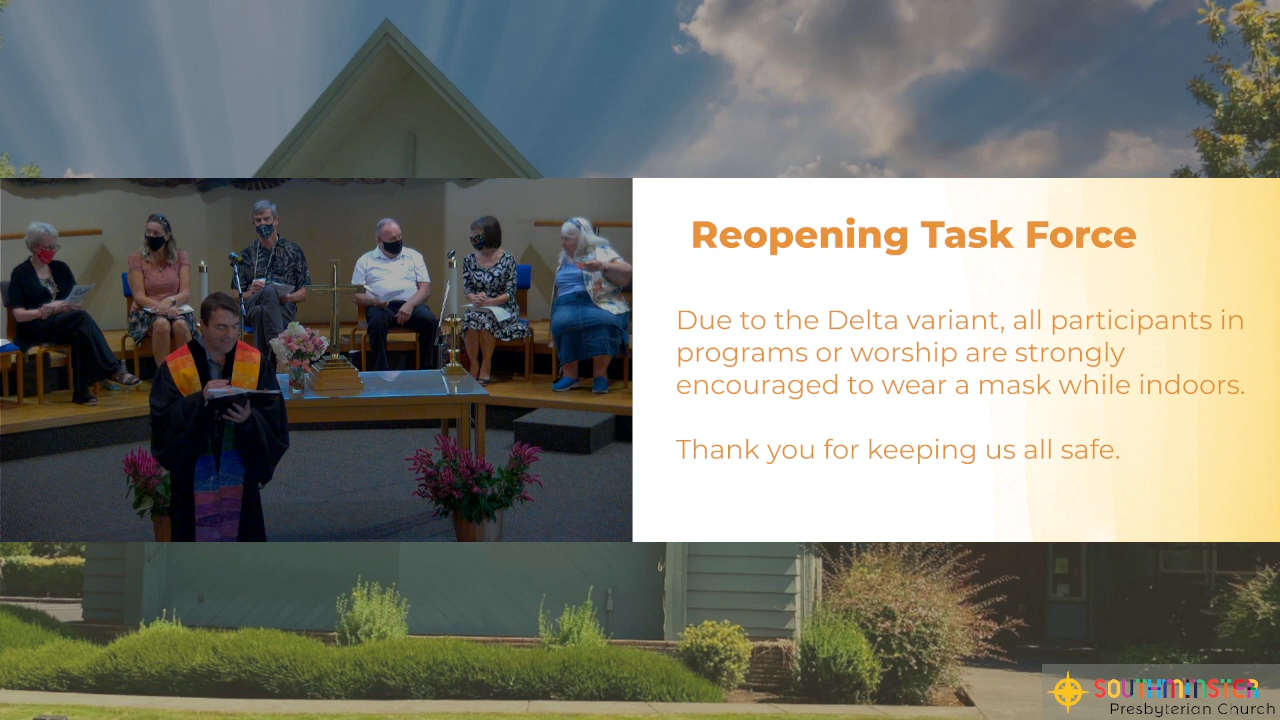 Reopening Task Force
Due to the Delta variant, all participants in
programs or worship are strongly
encouraged to wear a mask while indoors.
Thank you for keeping us all safe.
SOUTHMINSTER
Presbyterian Church